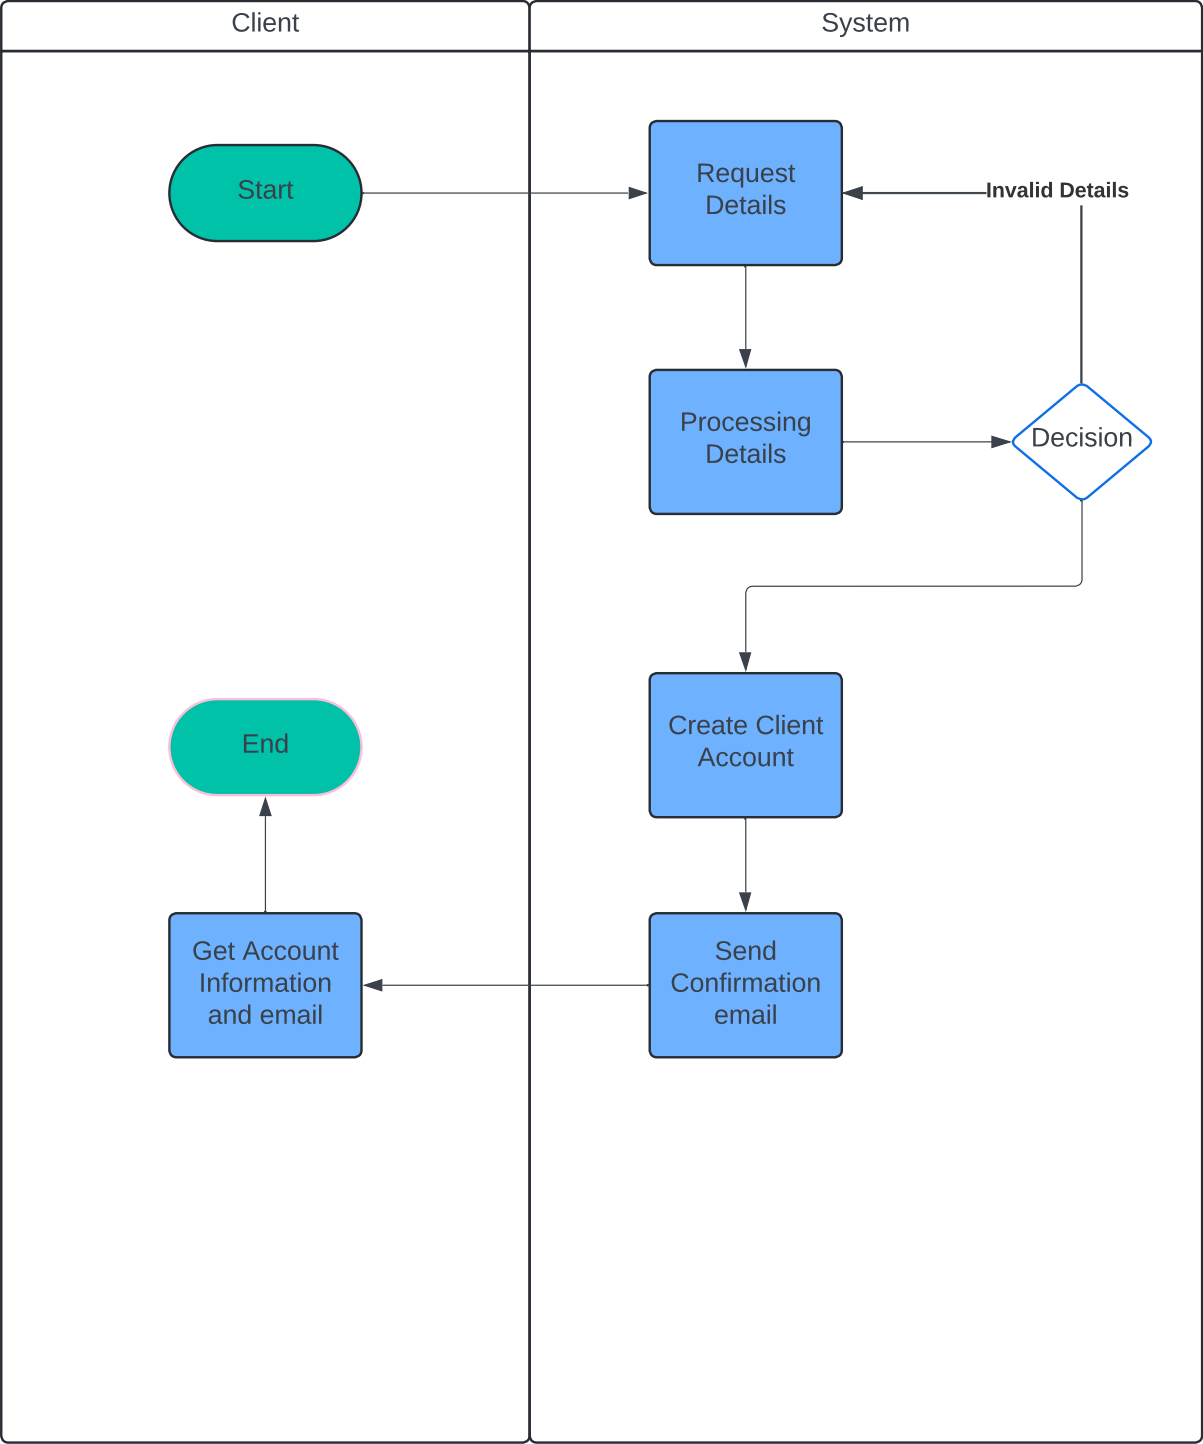 Client
System
Start
Request
Details
Invalid Details
Processing
Details
Decision
End
Create Client
Account
Get Account
Information
and email
Send
Confirmation
email